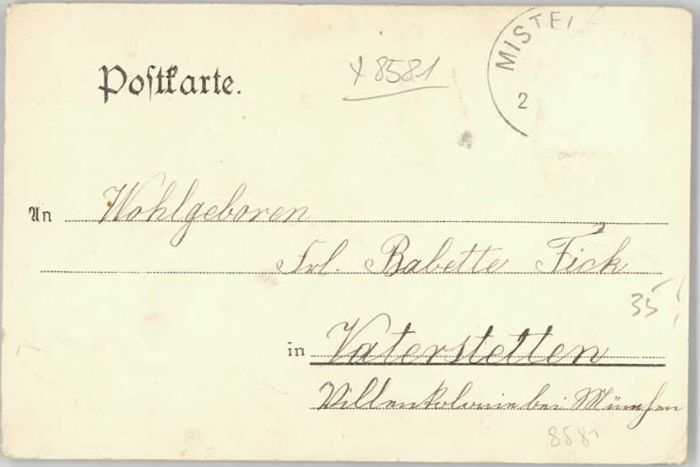 MISTE
2
Postkarte.
X 8581
An Wohlgeboren
Frl. Babette Fick
35
in Vaterstetten
Villenkolonie bei München
8581